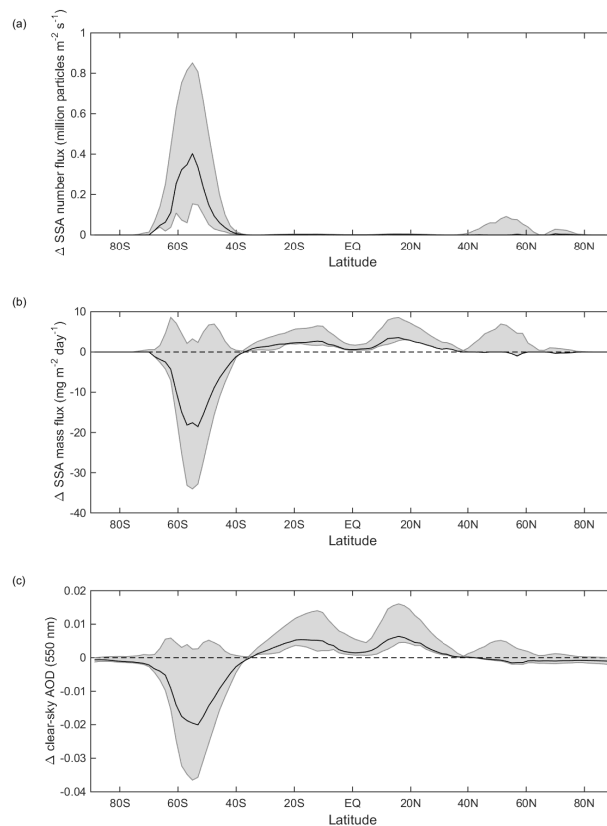 (a)
Δ SSA number flux (million particles m-2 s-1)
1
0.8
0.6
0.4
0.2
0
80S 60S 40S 20S EQ 20N 40N 60N 80N
Latitude
(b)
Δ SSA mass flux (mg m-2 day-1)
10
0
-10
-20
-30
-40
80S 60S 40S 20S EQ 20N 40N 60N 80N
Latitude
(c)
Δ clear-sky AOD (550 nm)
0.02
0.01
0
-0.01
-0.02
-0.03
-0.04
80S 60S 40S 20S EQ 20N 40N 60N 80N
Latitude